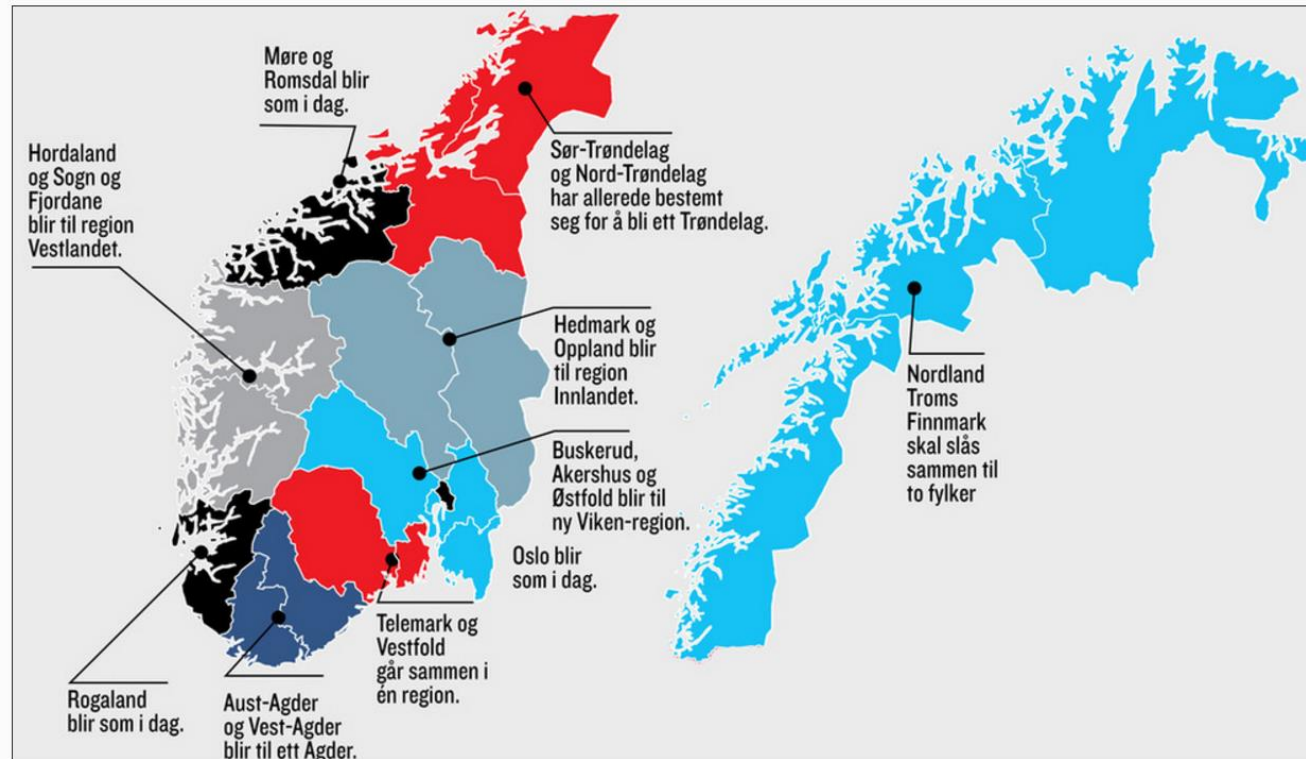 Møre og
Romsdal blir
som i dag.
Hordaland
og Sogn og
Fjordane
blir til region
Vestlandet.
Sør-Trøndelag
og Nord-Trøndelag
har allerede bestemt
seg for å bli ett Trøndelag.
Hedmark og
Oppland blir
til region
Innlandet.
Buskerud,
Akershus og
Østfold blir til
ny Viken-region.
Oslo blir
som i dag.
Telemark og
Vestfold
går sammen i
én region.
Rogaland
blir som i dag.
Aust-Agder
og Vest-Agder
blir til ett Agder.
Nordland
Troms
Finnmark
skal slås
sammen til
to fylker